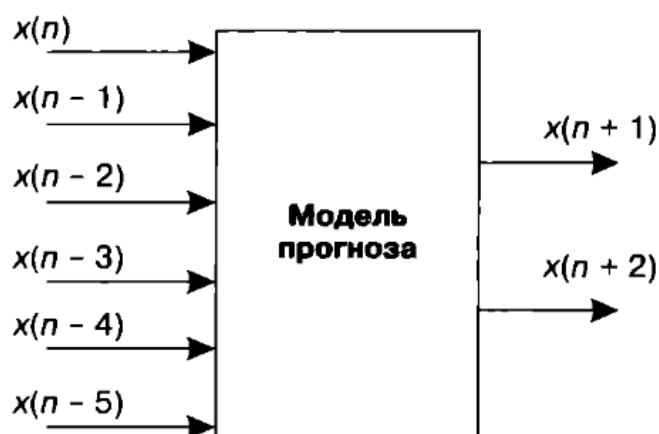 x(n)
x(n − 1)
x(n − 2)
x(n − 3)
x(n − 4)
x(n − 5)
Модель
прогноза
x(n + 1)
x(n + 2)